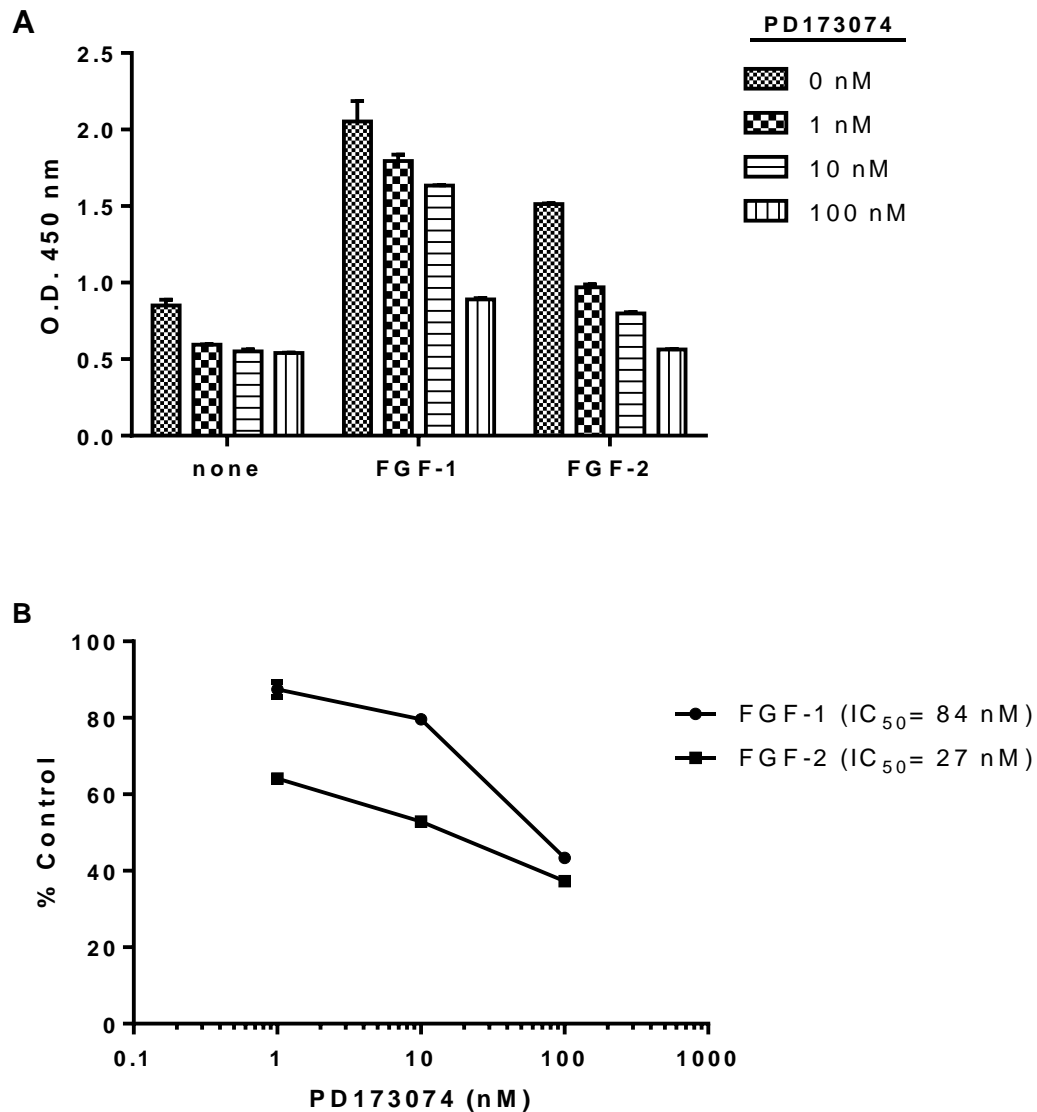 A
PD173074
0 nM
1 nM
10 nM
100 nM
O.D. 450 nm
2.5
2.0
1.5
1.0
0.5
0.0
none FGF-1 FGF-2
B
% Control
100
80
60
40
20
0
0.1 1 10 100 1000
PD173074 (nM)
FGF-1 (IC50= 84 nM)
FGF-2 (IC50= 27 nM)